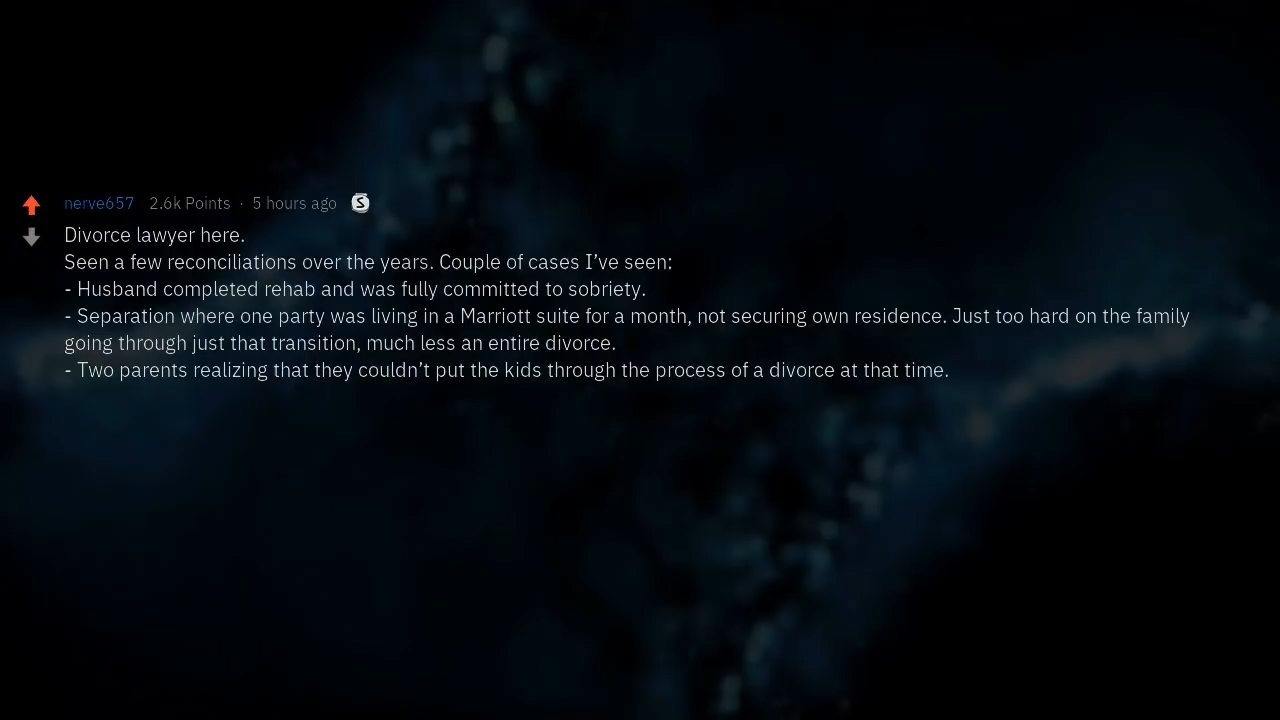 nerve657 2.6k Points · 5 hours ago S
Divorce lawyer here.
Seen a few reconciliations over the years. Couple of cases I’ve seen:
- Husband completed rehab and was fully committed to sobriety.
- Separation where one party was living in a Marriott suite for a month, not securing own residence. Just too hard on the family
going through just that transition, much less an entire divorce.
- Two parents realizing that they couldn’t put the kids through the process of a divorce at that time.